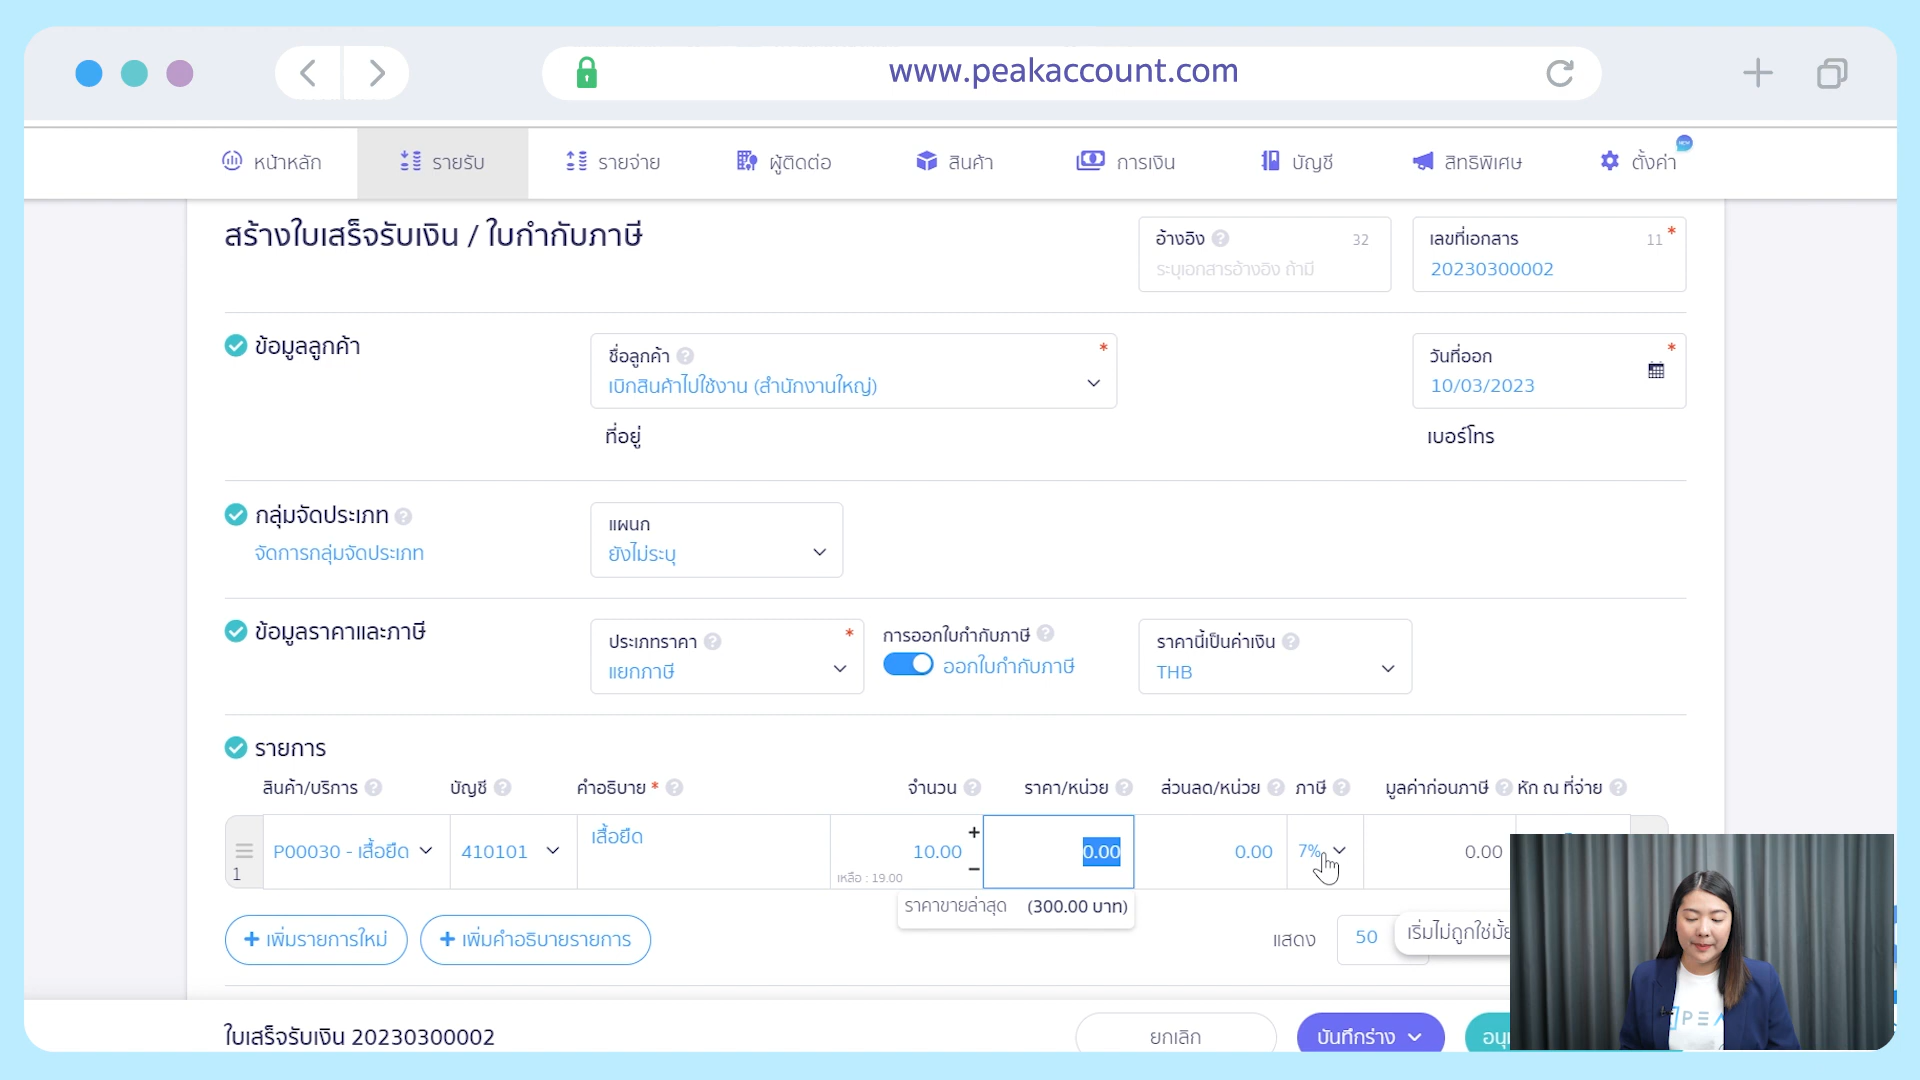 www.peakaccount.com
หน้าหลัก
รายรับ
รายจ่าย
ผู้ติดต่อ
สินค้า
การเงิน
บัญชี
สิทธิพิเศษ
ตั้งค่า
NEW
สร้างใบเสร็จรับเงิน / ใบกำกับภาษี
อ้างอิง 32
ระบุเอกสารอ้างอิง ถ้ามี
เลขที่เอกสาร 11 *
20230300002
ข้อมูลลูกค้า
ชื่อลูกค้า *
เบิกสินค้าไปใช้งาน (สำนักงานใหญ่)
วันที่ออก *
10/03/2023
ที่อยู่
เบอร์โทร
กลุ่มจัดประเภท
จัดการกลุ่มจัดประเภท
แผนก
ยังไม่ระบุ
ข้อมูลราคาและภาษี
ประเภทราคา *
แยกภาษี
การออกใบกำกับภาษี
ออกใบกำกับภาษี
ราคานี้เป็นค่าเงิน
THB
รายการ
สินค้า/บริการ บัญชี คำอธิบาย * จำนวน ราคา/หน่วย ส่วนลด/หน่วย ภาษี มูลค่าก่อนภาษี หัก ณ ที่จ่าย
1 P00030 - เสื้อยืด 410101 เสื้อยืด 10.00 + - 0.00 0.00 7% 0.00
เหลือ : 19.00
ราคาขายล่าสุด (300.00 บาท)
+ เพิ่มรายการใหม่
+ เพิ่มคำอธิบายรายการ
แสดง 50
เริ่มไม่ถูกใช่มั้ย
ใบเสร็จรับเงิน 20230300002
ยกเลิก
บันทึกร่าง